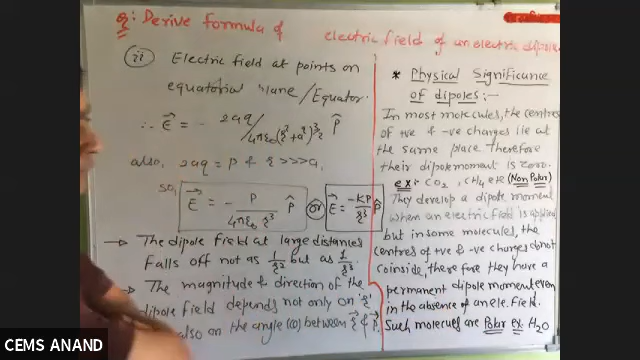 Q: Derive formula of electric field of an electric dipole
(ii) Electric field at points on
equatorial Plane/Equator.
∴ E⃗ = - 2aq/4πε₀(r²+a²)^3/2 P̂
also, 2aq = p & r >>>a,
so, E⃗ = - P/4πε₀ r³ P̂ or E⃗ = -KP/r³ P̂
→ The dipole field at large distances
Falls off not as 1/r² but as 1/r³
→ The magnitude & direction of the
dipole field depends not only on 'r'
also on the angle (θ) between r⃗ & P⃗.
* Physical Significance
of dipoles :-
In most molecules, the centres
of +ve & -ve charges lie at
the same place. Therefore
their dipole moment is zero.
ex:- CO₂, CH₄ etc (Non Polar)
They develop a dipole moment
when an electric field is applied
but in some molecules, the
centres of +ve & -ve charges donot
coinside, therefore they have a
permanent dipole moment even
in the absence of an ele. Field.
Such molecules are Polar ex. H₂O
CEMS ANAND